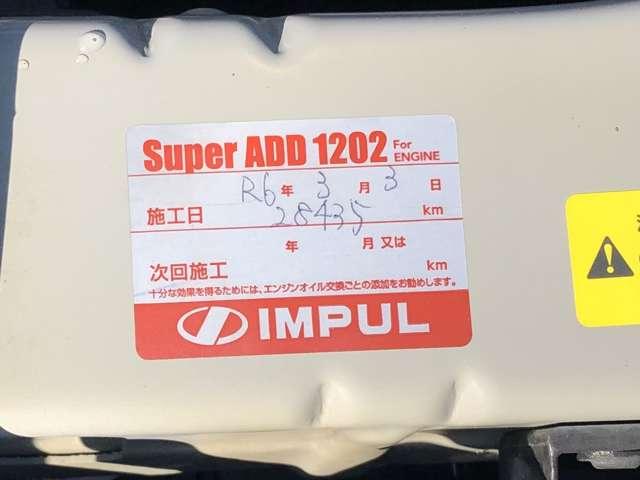 Super ADD 1202 For ENGINE
R6 年 3 月 3 日
施工日 28435 km
年 月 又は
次回施工 km
十分な効果を得るためには、エンジンオイル交換ごとの添加をお勧めします。
IMPUL